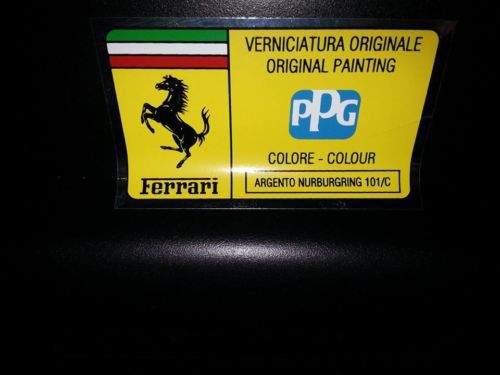 VERNICIATURA ORIGINALE
ORIGINAL PAINTING
PPG
COLORE - COLOUR
ARGENTO NURBURGRING 101/C
Ferrari